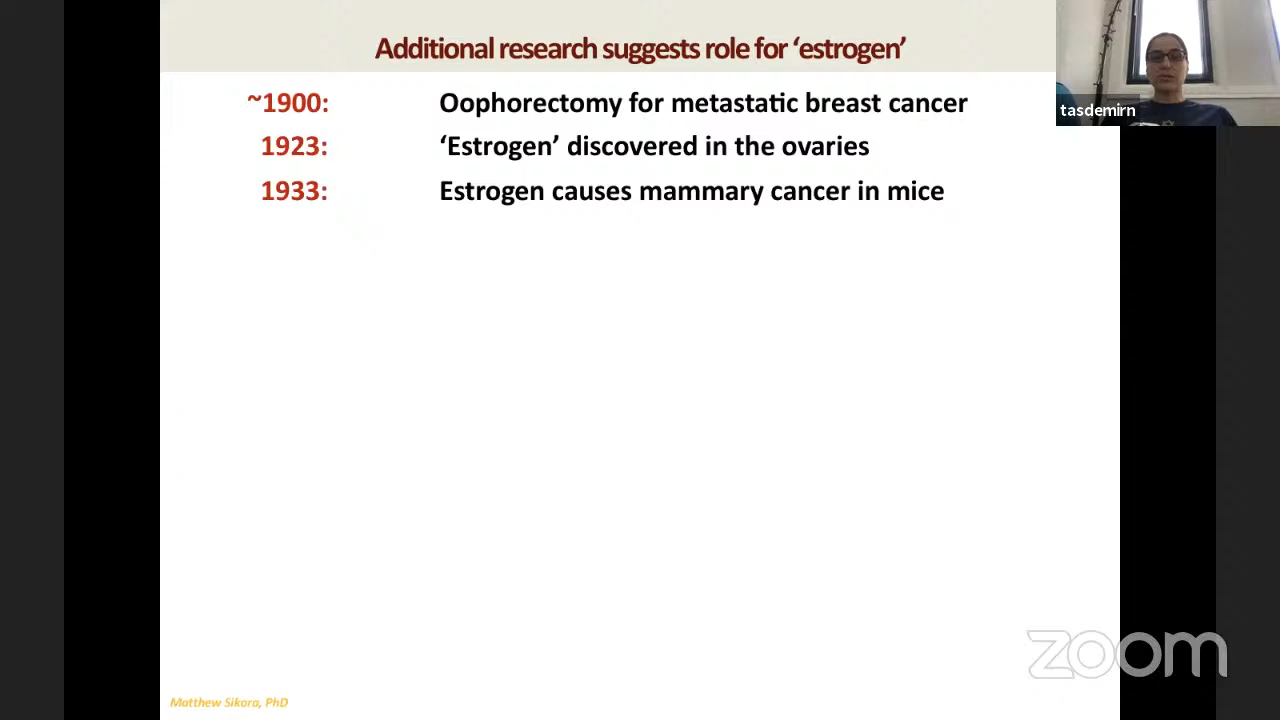 Additional research suggests role for ‘estrogen’
~1900: Oophorectomy for metastatic breast cancer
1923: ‘Estrogen’ discovered in the ovaries
1933: Estrogen causes mammary cancer in mice
tasdemirn
zoom
Matthew Sikora, PhD